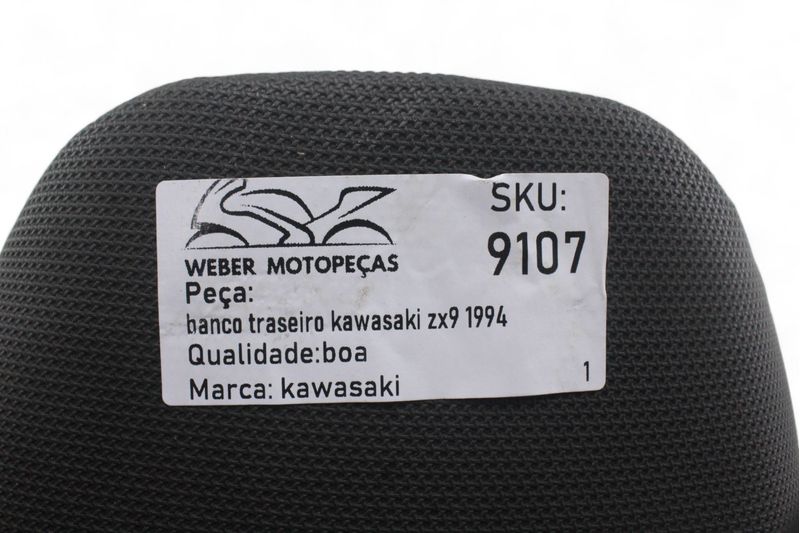 SKU:
9107
WEBER MOTOPEÇAS
Peça:
banco traseiro kawasaki zx9 1994
Qualidade:boa
Marca: kawasaki
1